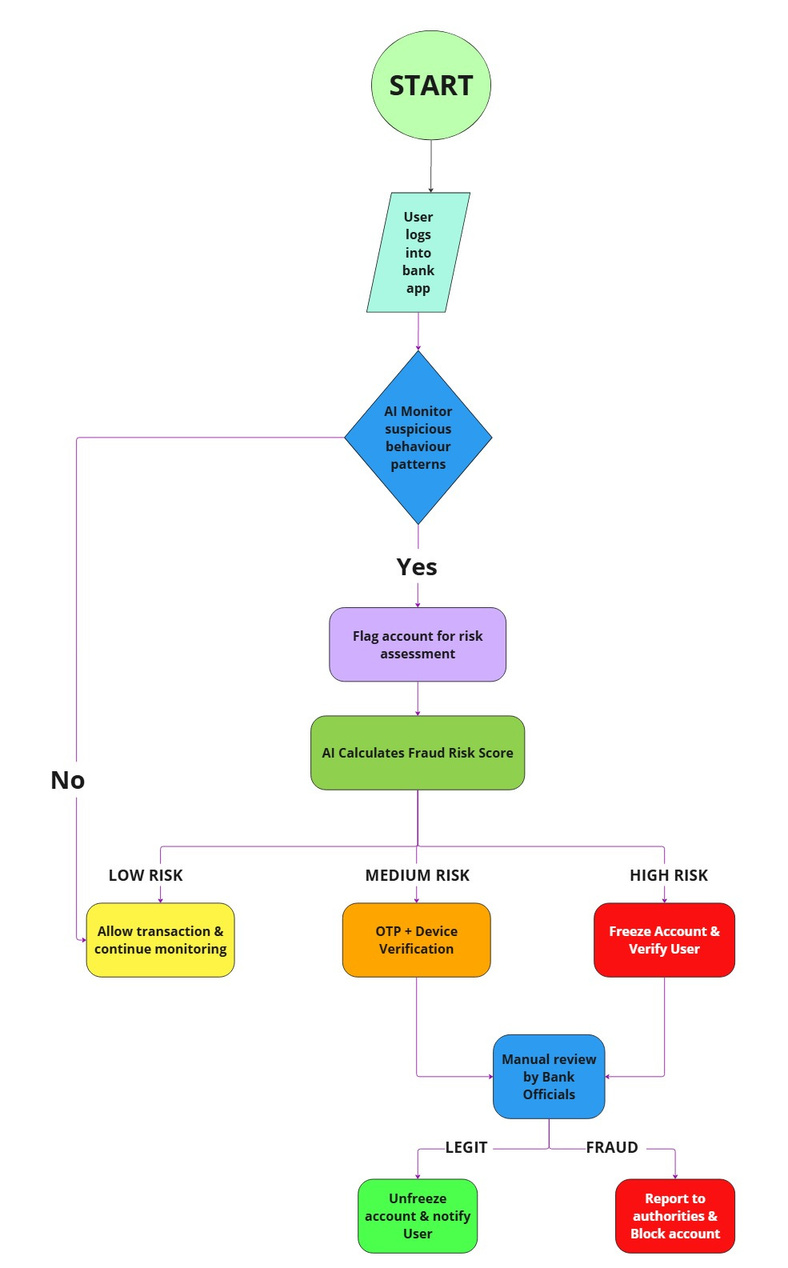 START
User
logs
into
bank
app
AI Monitor
suspicious
behaviour
patterns
Yes
Flag account for risk
assessment
AI Calculates Fraud Risk Score
No
LOW RISK
MEDIUM RISK
HIGH RISK
Allow transaction &
continue monitoring
OTP + Device
Verification
Freeze Account &
Verify User
Manual review
by Bank
Officials
LEGIT
FRAUD
Unfreeze
account & notify
User
Report to
authorities &
Block account